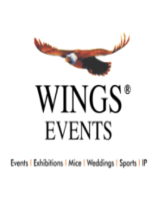 WINGS®
EVENTS
Events | Exhibitions | Mice | Weddings | Sports | IP